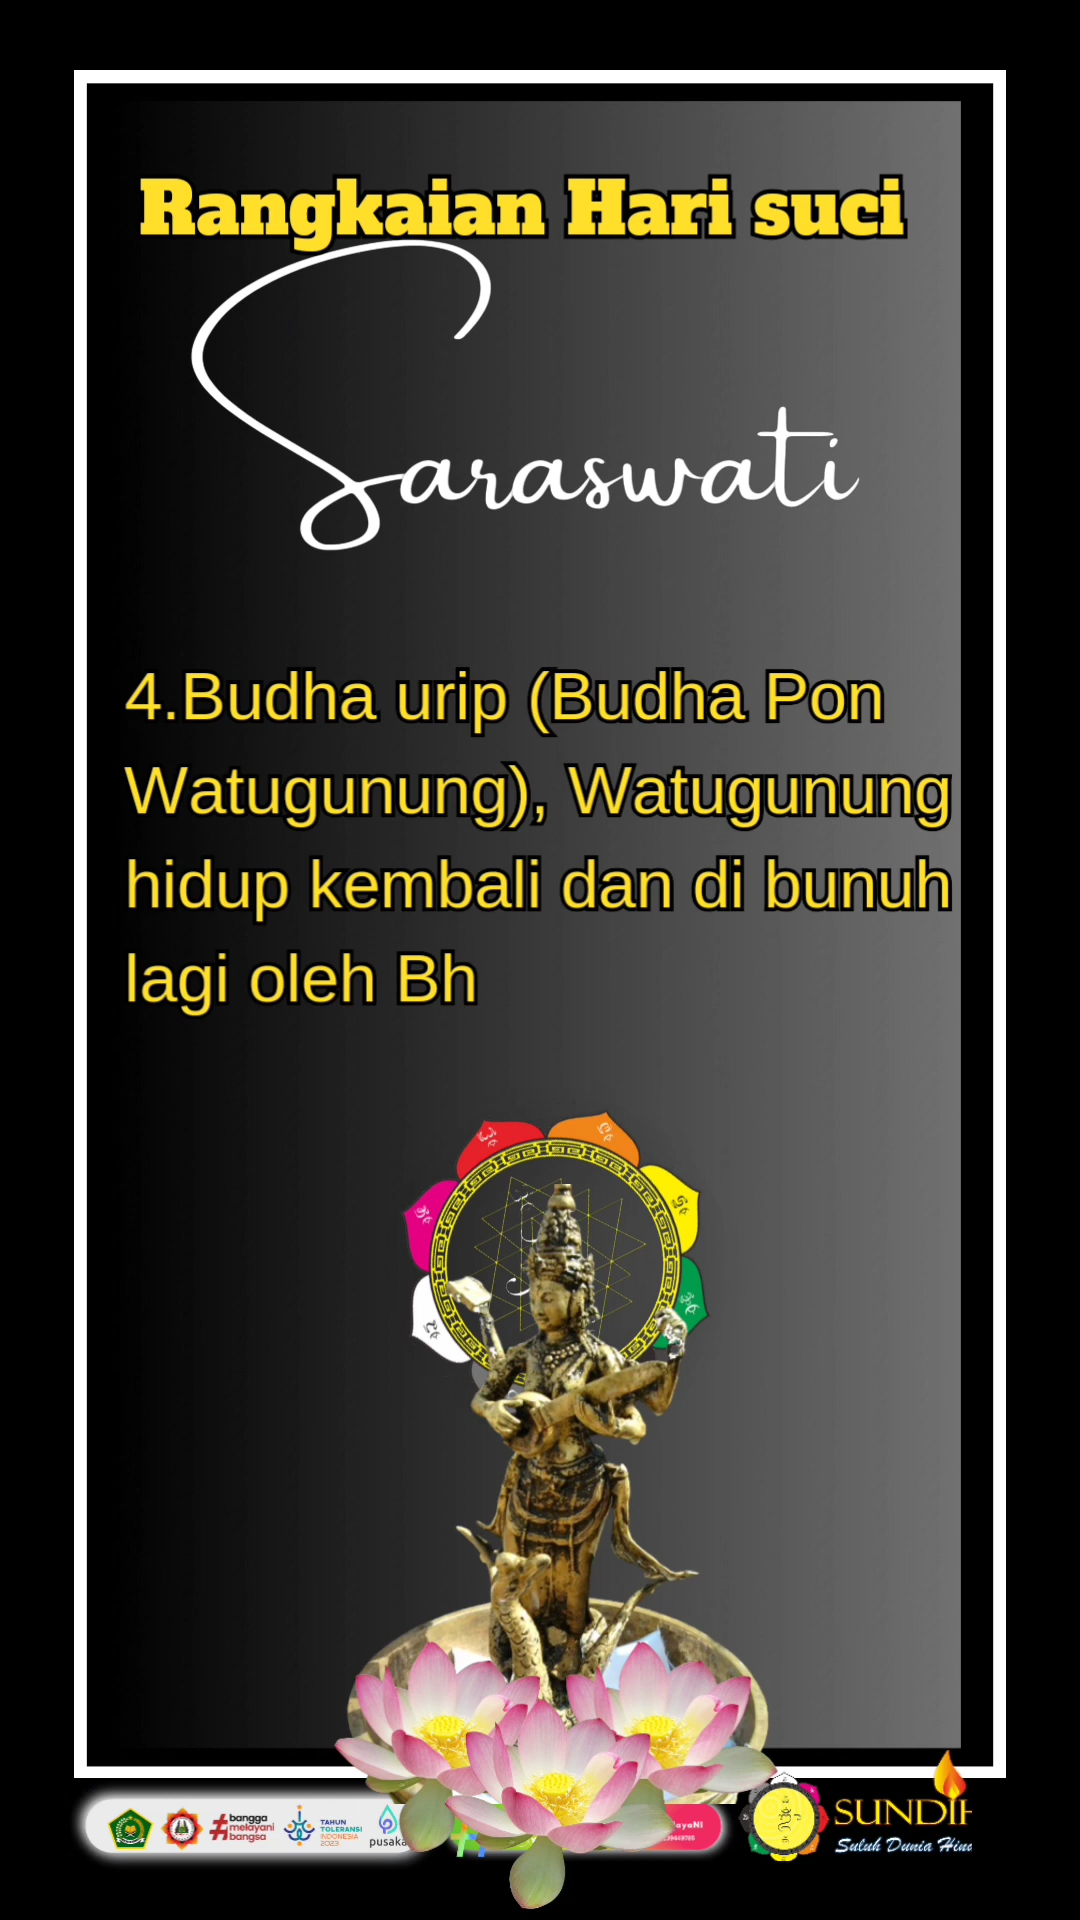 Rangkaian Hari suci
Saraswati
4.Budha urip (Budha Pon
Watugunung), Watugunung
hidup kembali dan di bunuh
lagi oleh Bh
#bangga
melayani
bangsa
TAHUN
TOLERANSI
INDONESIA
2023
pusaka
SUNDIH
Suluh Dunia